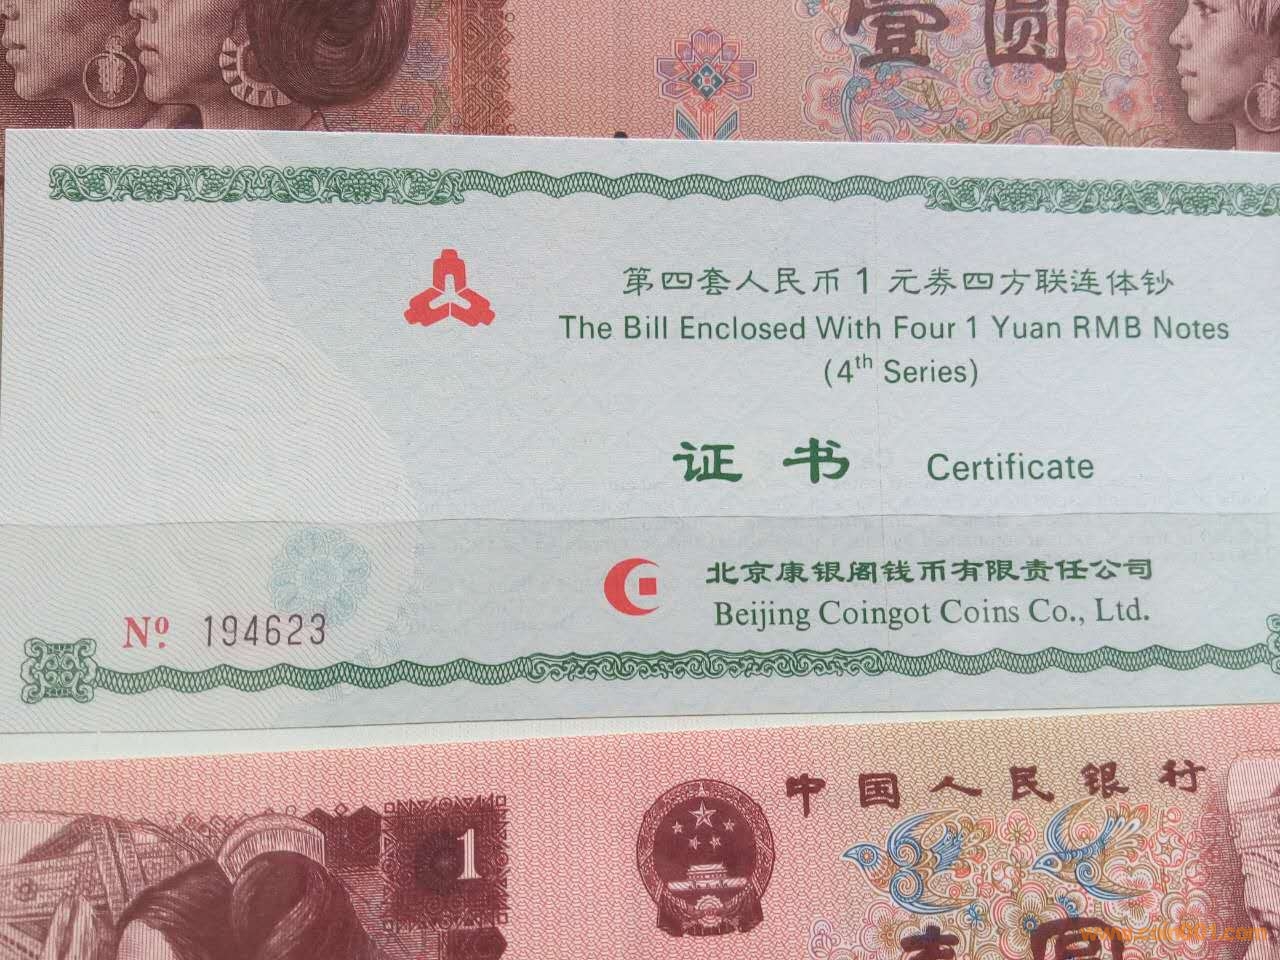 壹圆
第四套人民币1元券四方联连体钞
The Bill Enclosed With Four 1 Yuan RMB Notes
(4th Series)
证书 Certificate
北京康银阁钱币有限责任公司
Beijing Coingot Coins Co., Ltd.
Nº 194623
中国人民银行
1